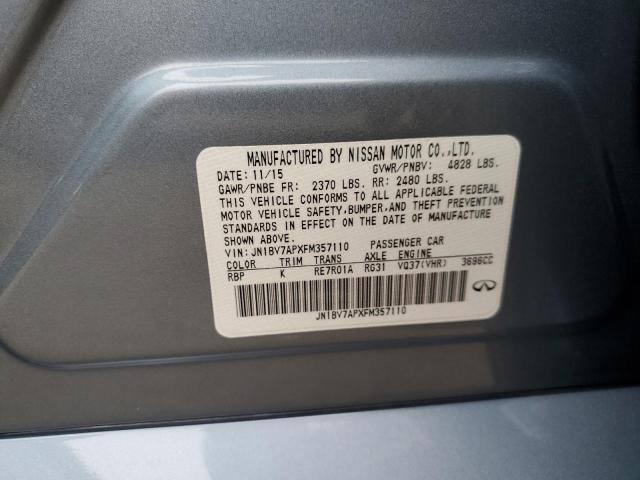 MANUFACTURED BY NISSAN MOTOR CO.,LTD.
DATE: 11/15 GVWR/PNBV: 4828 LBS.
GAWR/PNBE FR: 2370 LBS. RR: 2480 LBS.
THIS VEHICLE CONFORMS TO ALL APPLICABLE FEDERAL
MOTOR VEHICLE SAFETY,BUMPER,AND THEFT PREVENTION
STANDARDS IN EFFECT ON THE DATE OF MANUFACTURE
SHOWN ABOVE.
VIN: JN1BV7APXFM357110 PASSENGER CAR
COLOR TRIM TRANS AXLE ENGINE
RBP K RE7R01A RG31 VQ37(VHR) 3696CC
JN1BV7APXFM357110